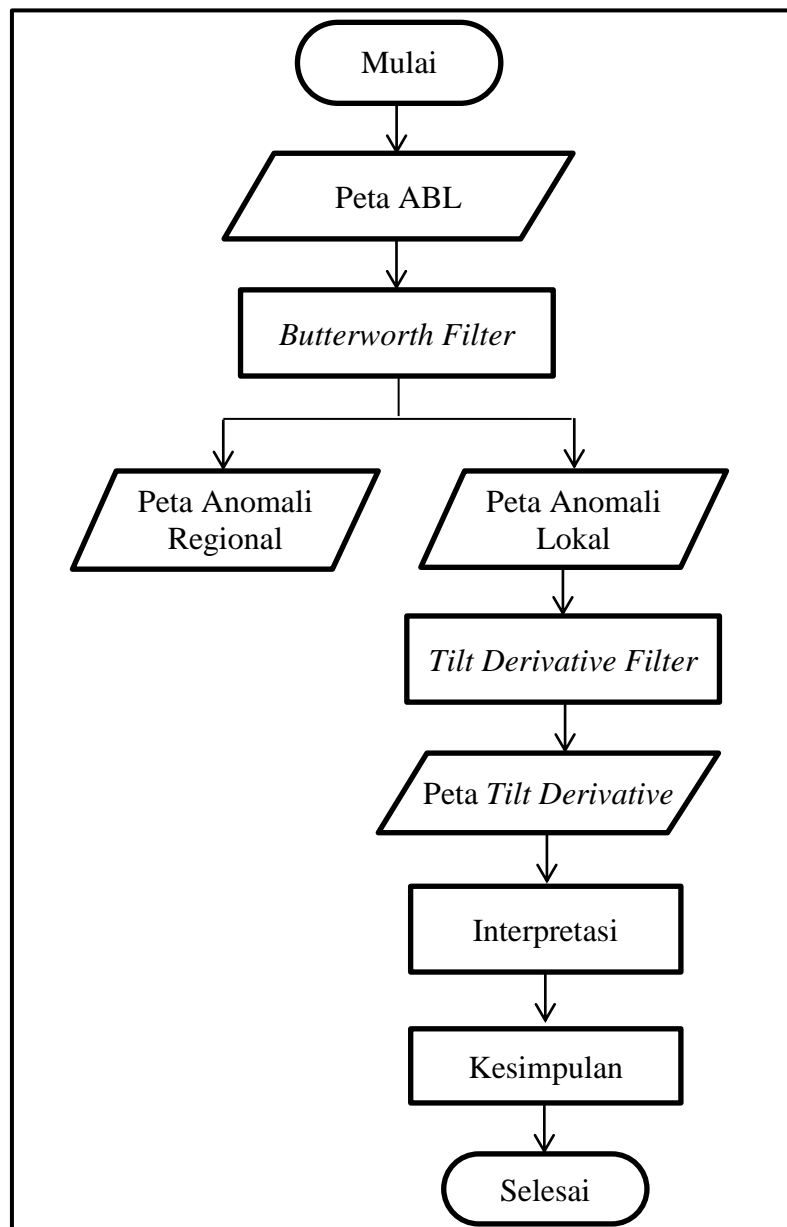 Mulai
Peta ABL
Butterworth Filter
Peta Anomali
Regional
Peta Anomali
Lokal
Tilt Derivative Filter
Peta Tilt Derivative
Interpretasi
Kesimpulan
Selesai